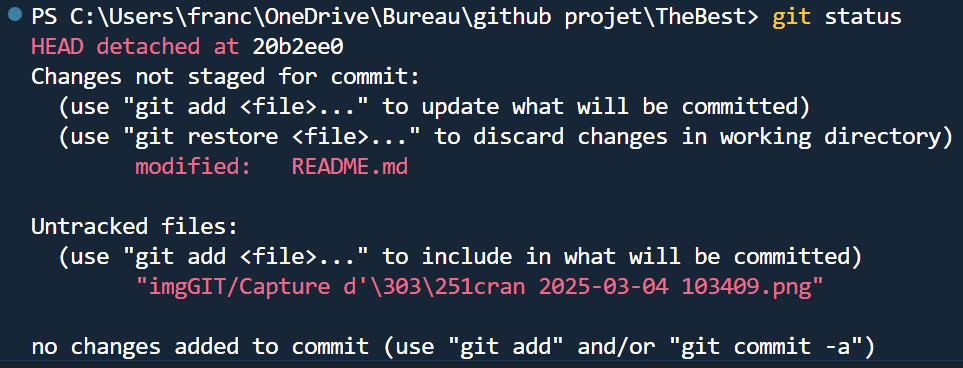 PS C:\Users\franc\OneDrive\Bureau\github projet\TheBest> git status
HEAD detached at 20b2ee0
Changes not staged for commit:
  (use "git add <file>..." to update what will be committed)
  (use "git restore <file>..." to discard changes in working directory)
        modified:   README.md

Untracked files:
  (use "git add <file>..." to include in what will be committed)
        "imgGIT/Capture d'\303\251cran 2025-03-04 103409.png"

no changes added to commit (use "git add" and/or "git commit -a")